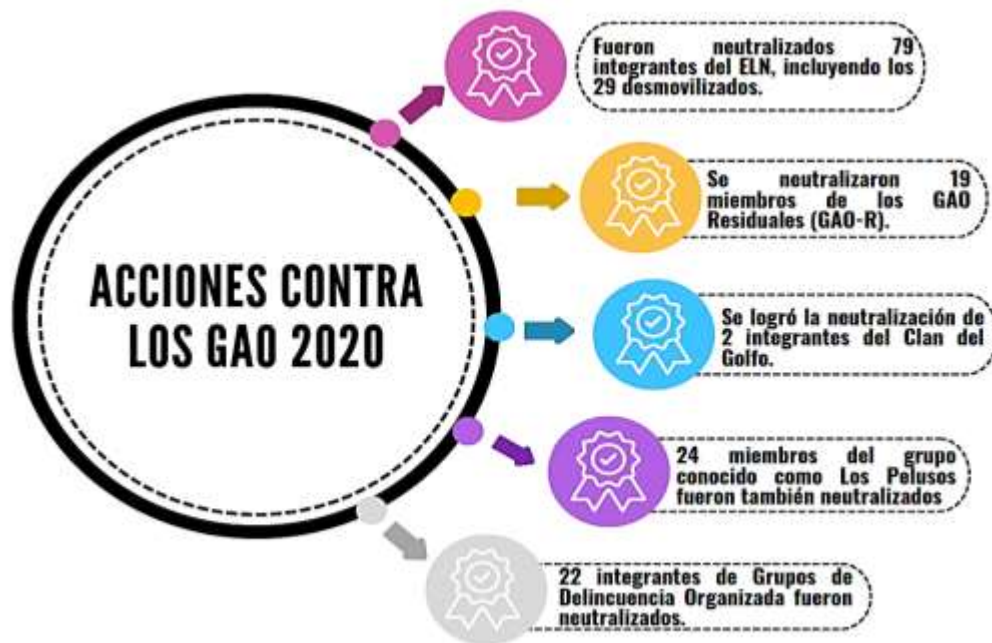 Fueron neutralizados 79
integrantes del ELN, incluyendo los
29 desmovilizados.
Se neutralizaron 19
miembros de los GAO
Residuales (GAO-R).
ACCIONES CONTRA
LOS GAO 2020
Se logró la neutralización de
2 integrantes del Clan del
Golfo.
24 miembros del grupo
conocido como Los Pelusos
fueron también neutralizados
22 integrantes de Grupos de
Delincuencia Organizada fueron
neutralizados.